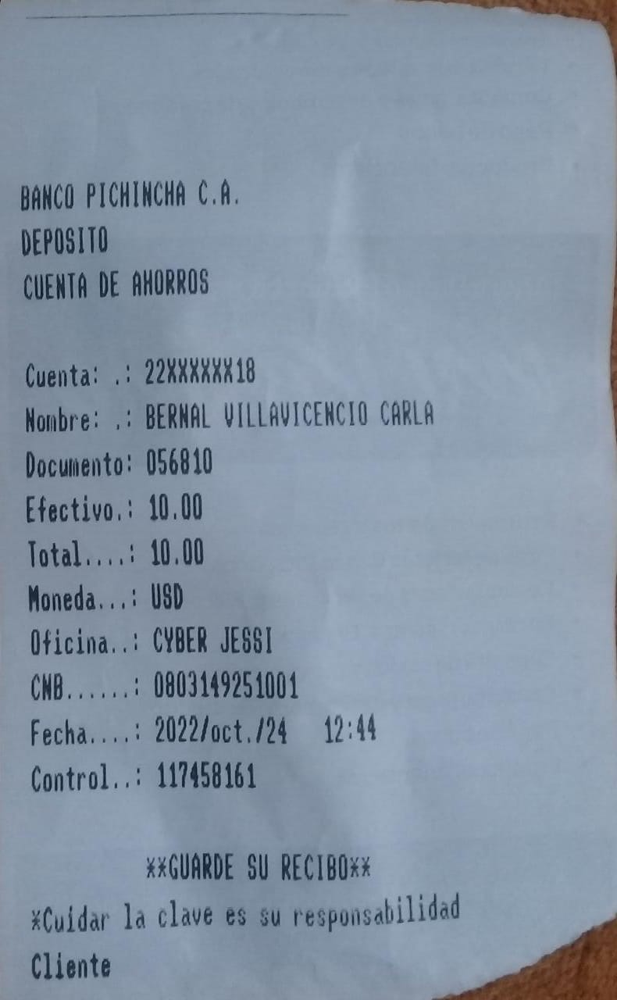 BANCO PICHINCHA C.A.
DEPOSITO
CUENTA DE AHORROS
Cuenta: .: 22XXXXXX18
Nombre: .: BERNAL VILLAVICENCIO CARLA
Documento: 056810
Efectivo.: 10.00
Total....: 10.00
Moneda...: USD
Oficina..: CYBER JESSI
CNB......: 0803149251001
Fecha....: 2022/oct./24 12:44
Control..: 117458161
**GUARDE SU RECIBO**
*Cuidar la clave es su responsabilidad
Cliente